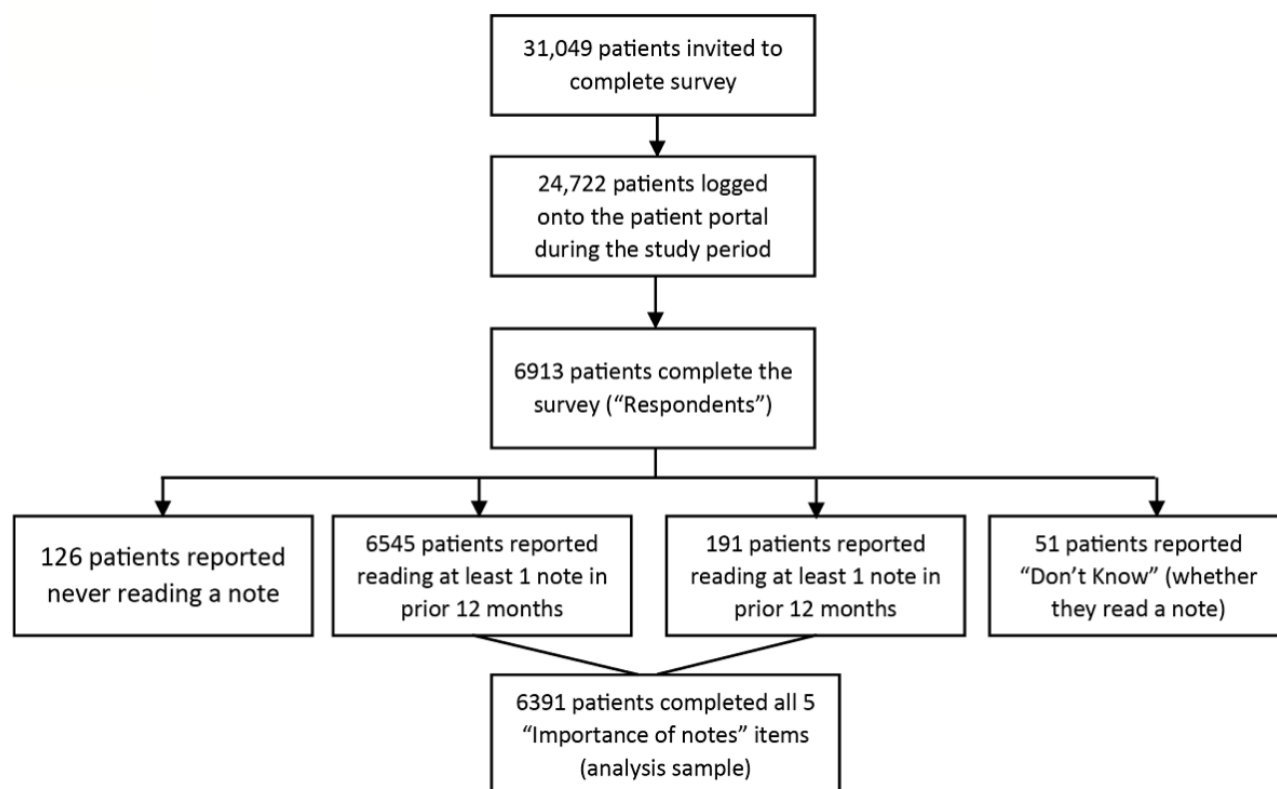 31,049 patients invited to
complete survey
24,722 patients logged
onto the patient portal
during the study period
6913 patients complete the
survey (“Respondents”)
126 patients reported
never reading a note
6545 patients reported
reading at least 1 note in
prior 12 months
191 patients reported
reading at least 1 note in
prior 12 months
51 patients reported
“Don’t Know” (whether
they read a note)
6391 patients completed all 5
“Importance of notes” items
(analysis sample)